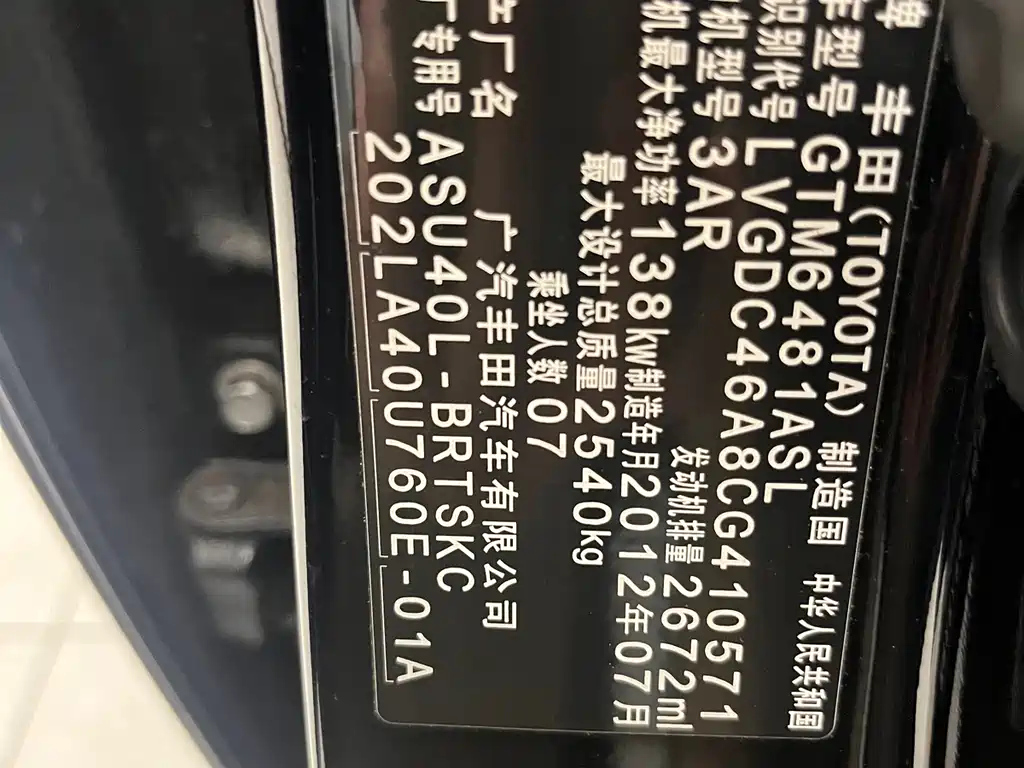 牌 丰田(TOYOTA) 制造国 中华人民共和国
车型号 GTM6481ASL
识别代号 LVGDC46A8CG410571
机型号 3AR 发动机排量 2672ml
机最大净功率 138kw 制造年月 2012年07月
最大设计总质量 2540kg
乘坐人数 07
产厂名 广汽丰田汽车有限公司
厂专用号 ASU40L-BRTSKC
202LA40U760E-01A